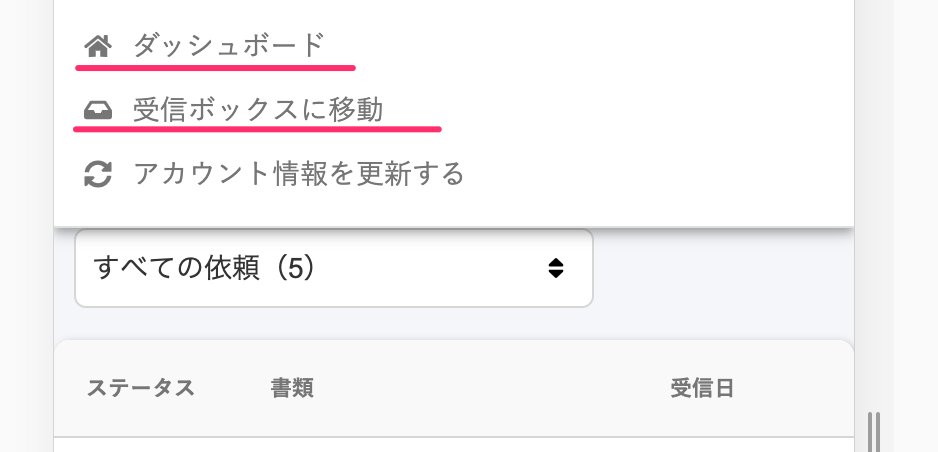 ダッシュボード
受信ボックスに移動
アカウント情報を更新する
すべての依頼（5）
ステータス 書類 受信日